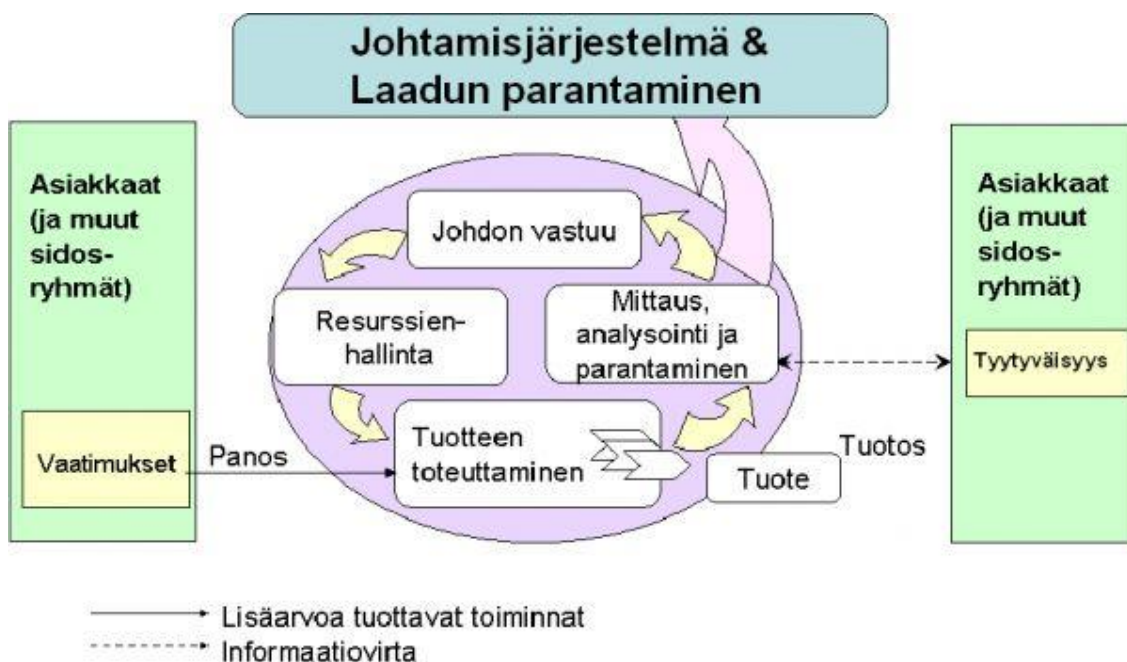 Johtamisjärjestelmä &
Laadun parantaminen
Asiakkaat
(ja muut
sidos-
ryhmät)
Vaatimukset
Panos
Johdon vastuu
Resurssien-
hallinta
Mittaus,
analysointi ja
parantaminen
Tuotteen
toteuttaminen
Tuote
Tuotos
Asiakkaat
(ja muut
sidos-
ryhmät)
Tyytyväisyys
Lisäarvoa tuottavat toiminnat
Informaatiovirta